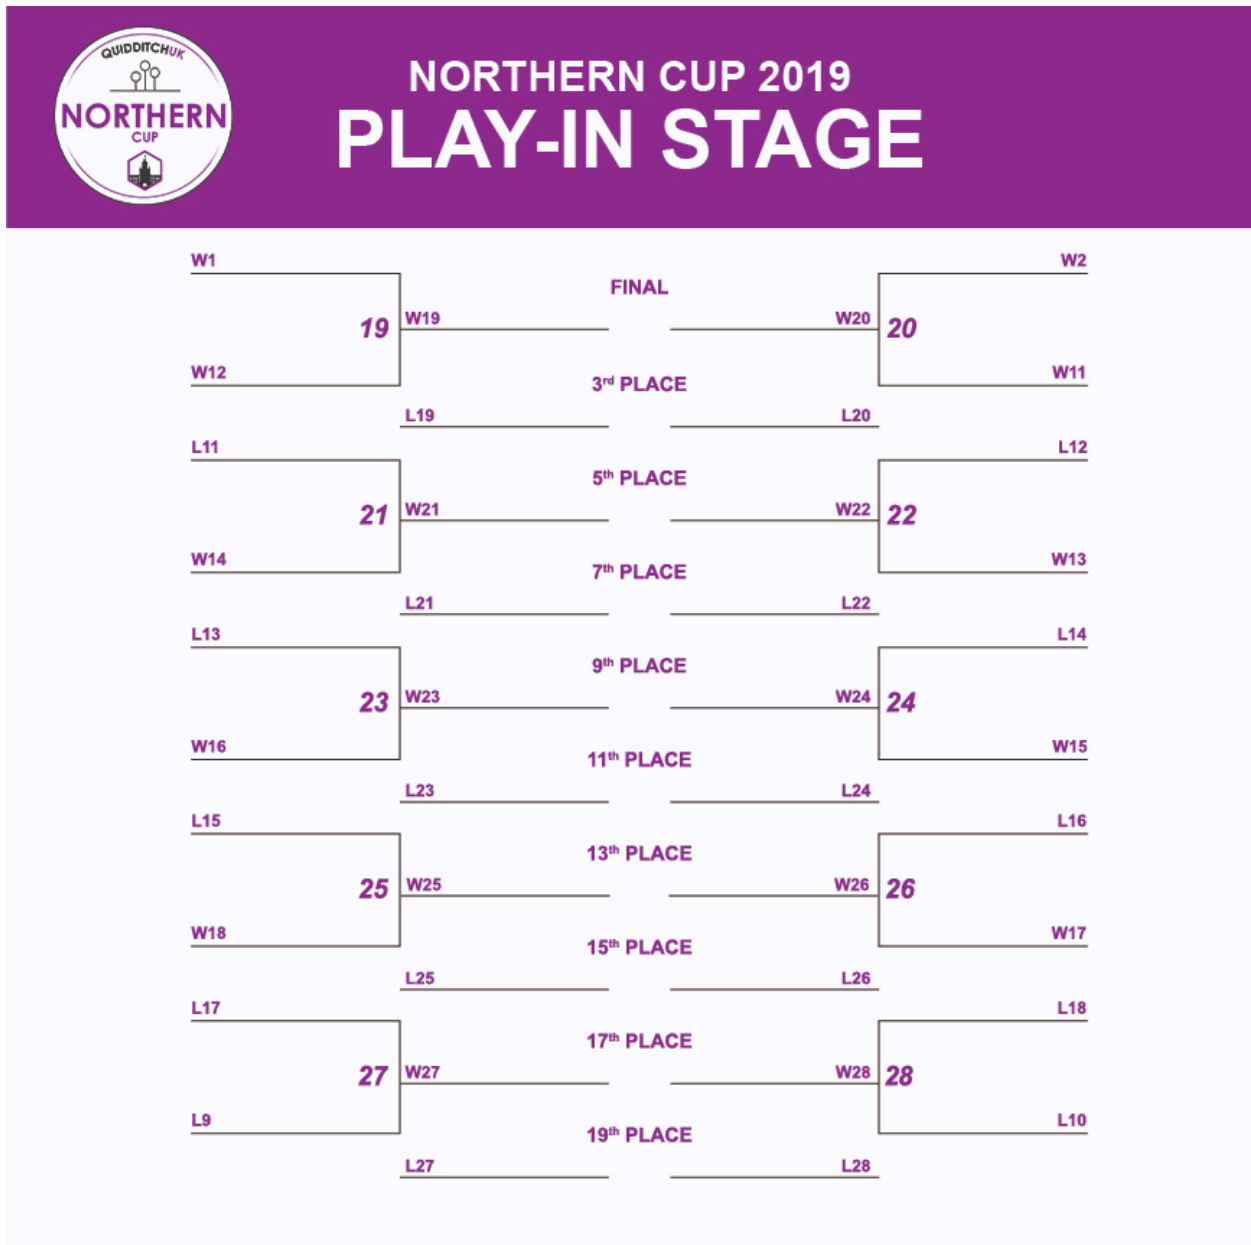 QUIDDITCHUK
NORTHERN
CUP
NORTHERN CUP 2019
PLAY-IN STAGE
W1
W2
FINAL
19
W19
W20
20
W12
W11
3rd PLACE
L19
L20
L11
L12
5th PLACE
21
W21
W22
22
W14
W13
7th PLACE
L21
L22
L13
L14
9th PLACE
23
W23
W24
24
W16
W15
11th PLACE
L23
L24
L15
L16
13th PLACE
25
W25
W26
26
W18
W17
15th PLACE
L25
L26
L17
L18
17th PLACE
27
W27
W28
28
L9
L10
19th PLACE
L27
L28